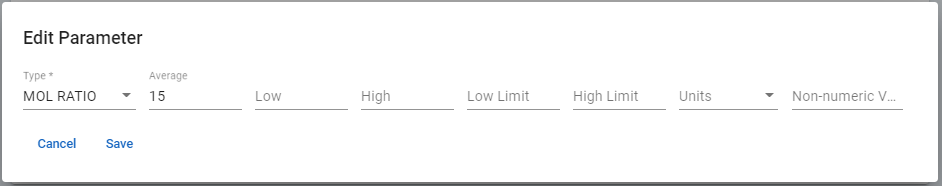 Edit Parameter
Type * Average
MOL RATIO 15 Low High Low Limit High Limit Units Non-numeric V...
Cancel Save